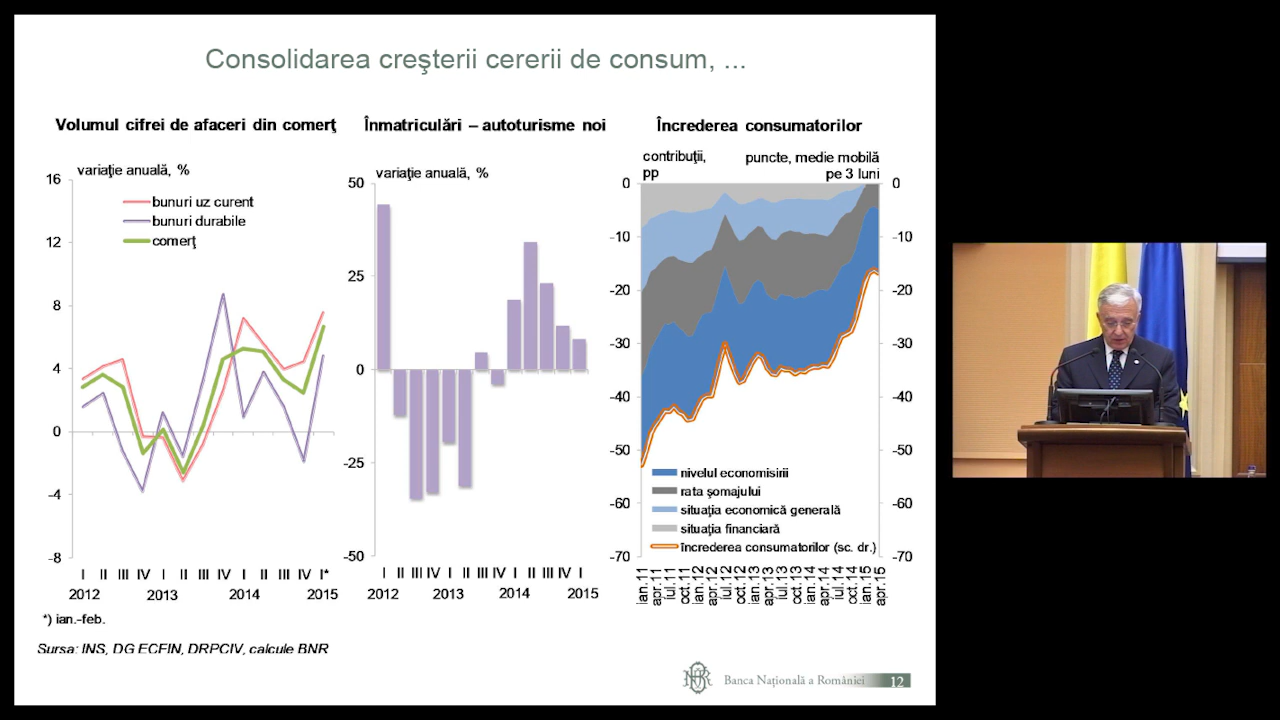 Consolidarea creşterii cererii de consum, ...
Volumul cifrei de afaceri din comerţ
variaţie anuală, %
16
12
8
4
0
-4
-8
bunuri uz curent
bunuri durabile
comerţ
I II III IV I II III IV I II III IV I*
2012 2013 2014 2015
*) ian.-feb.
Înmatriculări – autoturisme noi
variaţie anuală, %
50
25
0
-25
-50
I II III IV I II III IV I II III IV I
2012 2013 2014 2015
Încrederea consumatorilor
contribuţii,
pp
puncte, medie mobilă
pe 3 luni
0 0
-10 -10
-20 -20
-30 -30
-40 -40
-50 -50
-60 -60
-70 -70
nivelul economisirii
rata şomajului
situaţia economică generală
situaţia financiară
încrederea consumatorilor (sc. dr.)
ian.11
apr.11
iul.11
oct.11
ian.12
apr.12
iul.12
oct.12
ian.13
apr.13
iul.13
oct.13
ian.14
apr.14
iul.14
oct.14
ian.15
apr.15
Sursa: INS, DG ECFIN, DRPCIV, calcule BNR
Banca Naţională a României 12